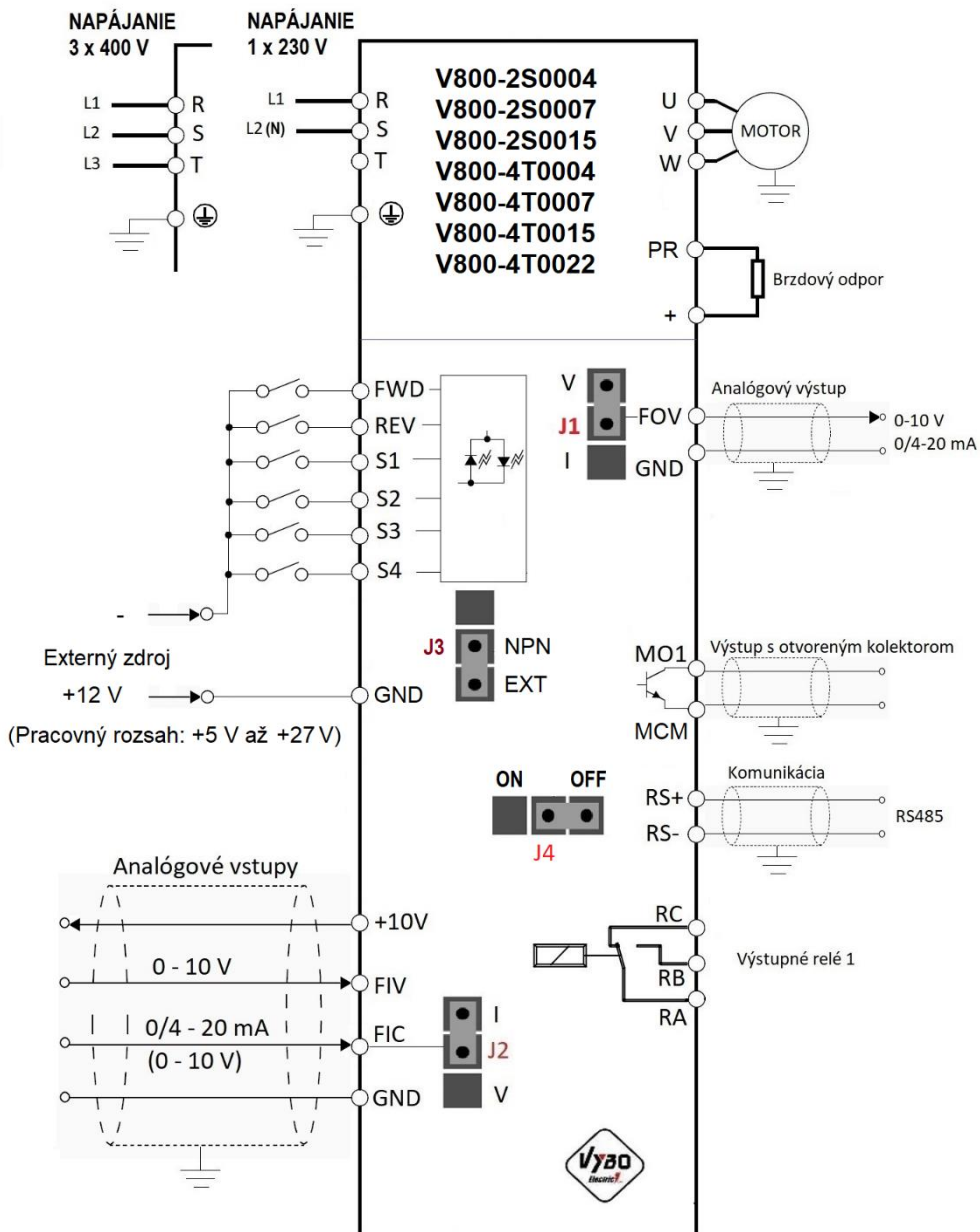 NAPÁJANIE
3 x 400 V
NAPÁJANIE
1 x 230 V
L1
R
L2
S
L3
T
L1
R
L2 (N)
S
T
V800-2S0004
V800-2S0007
V800-2S0015
V800-4T0004
V800-4T0007
V800-4T0015
V800-4T0022
U
V
W
MOTOR
PR
+
Brzdový odpor
FWD
REV
S1
S2
S3
S4
V
J1
I
FOV
GND
Analógový výstup
0-10 V
0/4-20 mA
-
Externý zdroj
+12 V
(Pracovný rozsah: +5 V až +27 V)
GND
J3
NPN
EXT
MO1
MCM
Výstup s otvoreným kolektorom
ON
OFF
J4
RS+
RS-
Komunikácia
RS485
Analógové vstupy
+10V
0 - 10 V
FIV
0/4 - 20 mA
(0 - 10 V)
FIC
GND
I
J2
V
RC
RB
RA
Výstupné relé 1
VYBO
Electric